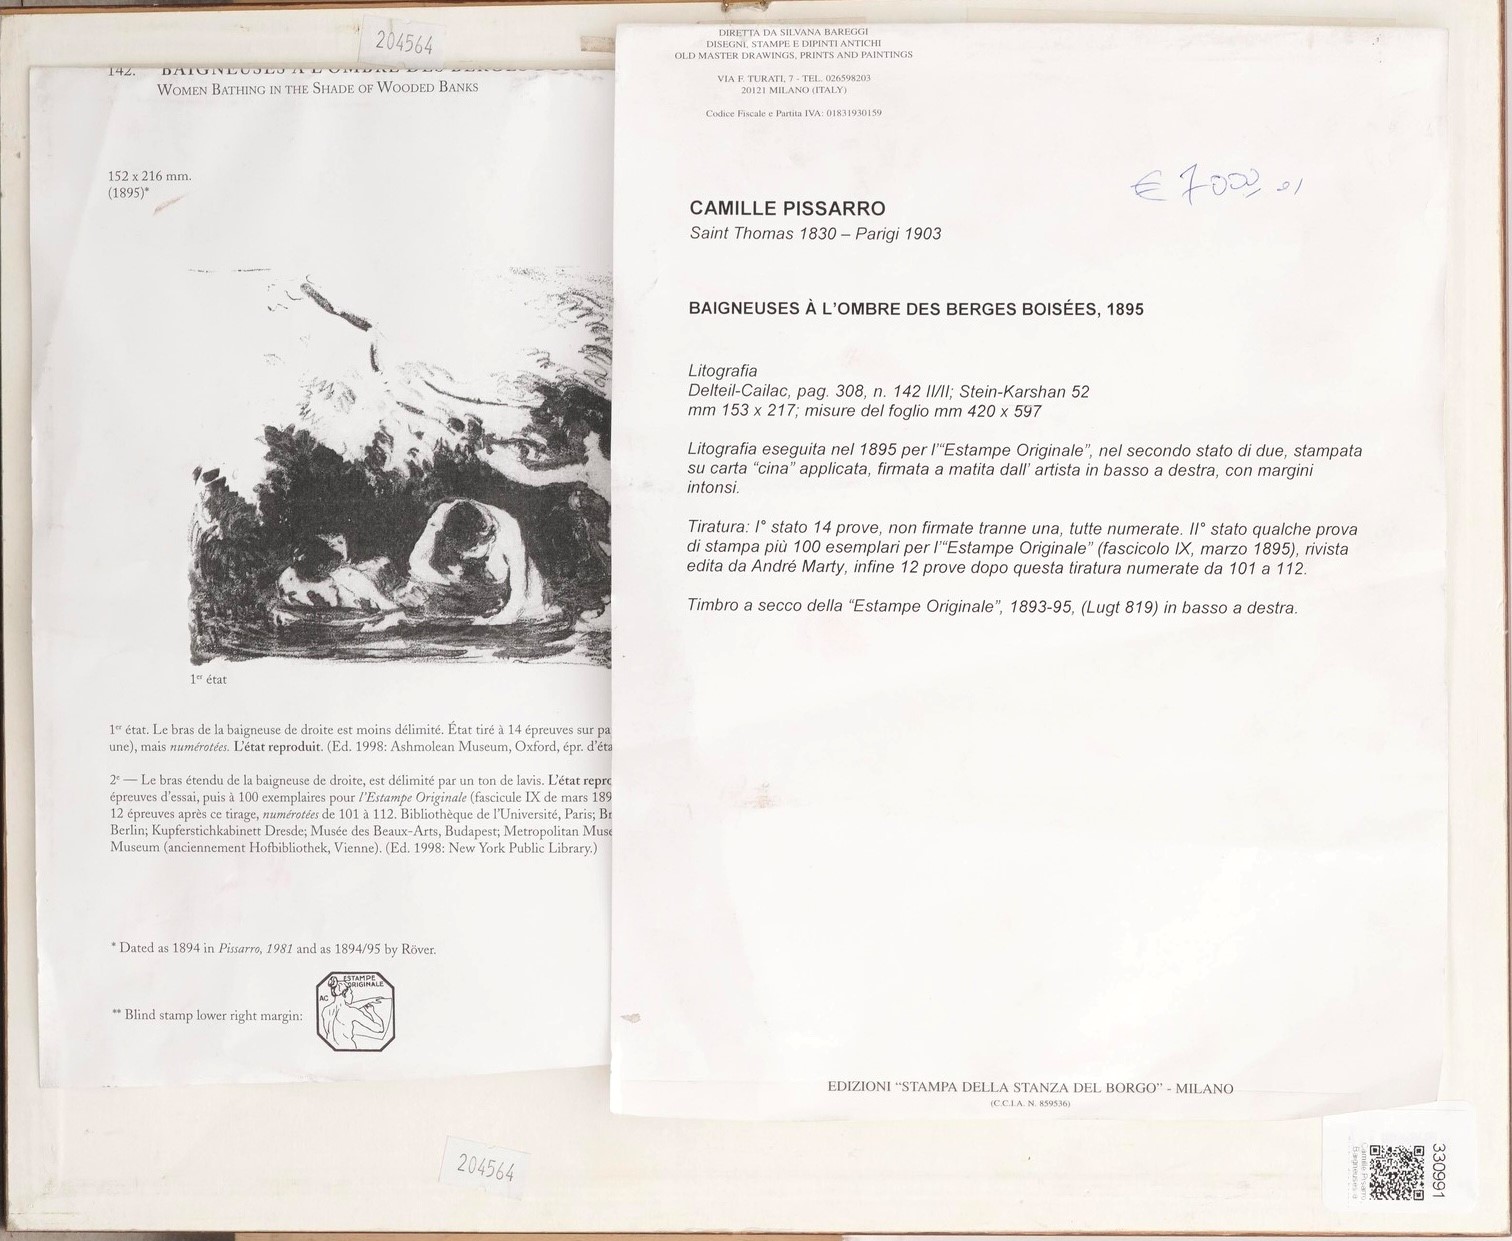 204564
142. BAIGNEUSES À L'OMBRE DES BERGES
WOMEN BATHING IN THE SHADE OF WOODED BANKS
152 x 216 mm.
(1895)*
1er état
1er état. Le bras de la baigneuse de droite est moins délimité. État tiré à 14 épreuves sur pa
une), mais numérotées. L'état reproduit. (Ed. 1998: Ashmolean Museum, Oxford, épr. d'éta
2e — Le bras étendu de la baigneuse de droite, est délimité par un ton de lavis. L'état repro
épreuves d'essai, puis à 100 exemplaires pour l'Estampe Originale (fascicule IX de mars 189
12 épreuves après ce tirage, numérotées de 101 à 112. Bibliothèque de l'Université, Paris; Br
Berlin; Kupferstichkabinett Dresde; Musée des Beaux-Arts, Budapest; Metropolitan Muse
Museum (anciennement Hofbibliothek, Vienne). (Ed. 1998: New York Public Library.)
* Dated as 1894 in Pissarro, 1981 and as 1894/95 by Röver.
** Blind stamp lower right margin:
ESTAMPE
ORIGINALE
AC
DIRETTA DA SILVANA BAREGGI
DISEGNI, STAMPE E DIPINTI ANTICHI
OLD MASTER DRAWINGS, PRINTS AND PAINTINGS
VIA F. TURATI, 7 - TEL. 026598203
20121 MILANO (ITALY)
Codice Fiscale e Partita IVA: 01831930159
€ 7000
CAMILLE PISSARRO
Saint Thomas 1830 – Parigi 1903
BAIGNEUSES À L'OMBRE DES BERGES BOISÉES, 1895
Litografia
Delteil-Cailac, pag. 308, n. 142 II/II; Stein-Karshan 52
mm 153 x 217; misure del foglio mm 420 x 597
Litografia eseguita nel 1895 per l'"Estampe Originale", nel secondo stato di due, stampata
su carta "cina" applicata, firmata a matita dall' artista in basso a destra, con margini
intonsi.
Tiratura: I° stato 14 prove, non firmate tranne una, tutte numerate. II° stato qualche prova
di stampa più 100 esemplari per l'"Estampe Originale" (fascicolo IX, marzo 1895), rivista
edita da André Marty, infine 12 prove dopo questa tiratura numerate da 101 a 112.
Timbro a secco della "Estampe Originale", 1893-95, (Lugt 819) in basso a destra.
EDIZIONI "STAMPA DELLA STANZA DEL BORGO" - MILANO
(C.C.I.A. N. 859536)
204564
330991
Camille Pissarro
Baigneuses à